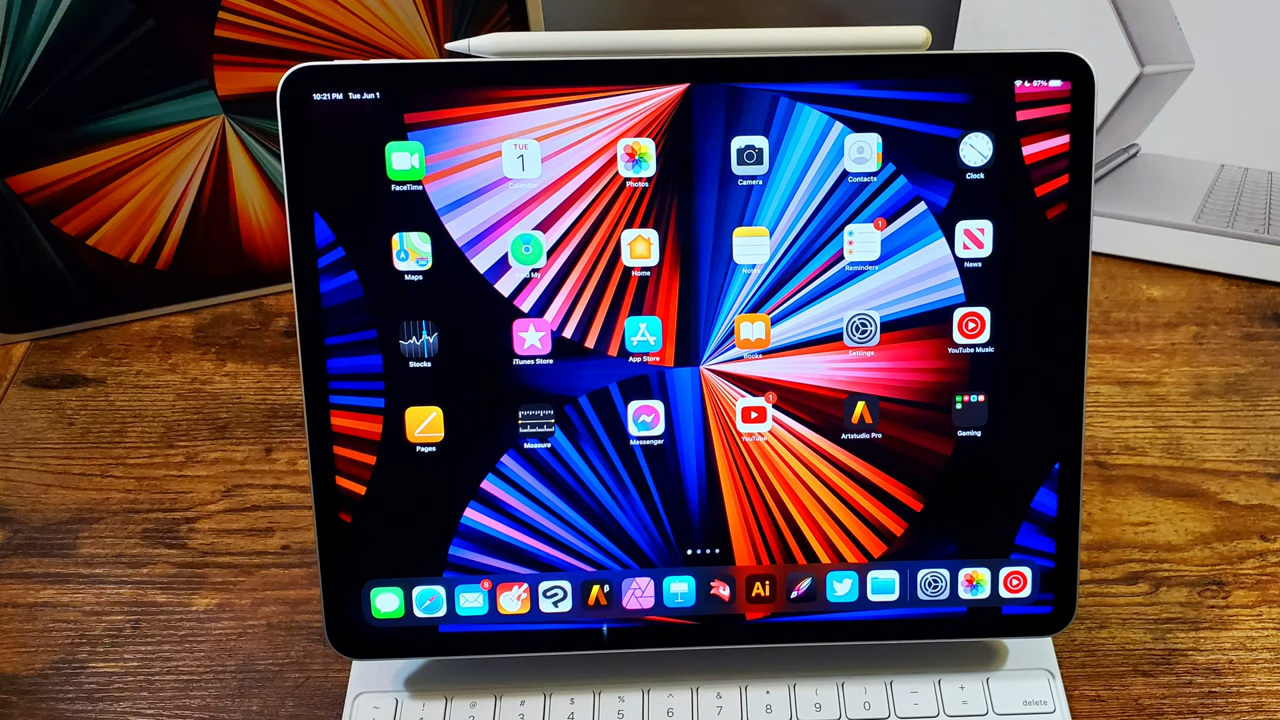 10:21 PM Tue Jun 1
97%
TUE
1
FaceTime
Calendar
Photos
Camera
Contacts
Clock
Maps
Find My
Home
Notes
1
Reminders
News
Stocks
iTunes Store
App Store
Books
Settings
YouTube Music
Pages
Measure
Messenger
1
YouTube
Artstudio Pro
Gaming
8
Ai
~
!
@ 2
# 3
$ 4
% 5
^ 6
& 7
* 8
( 9
) 0
– -
+ =
delete